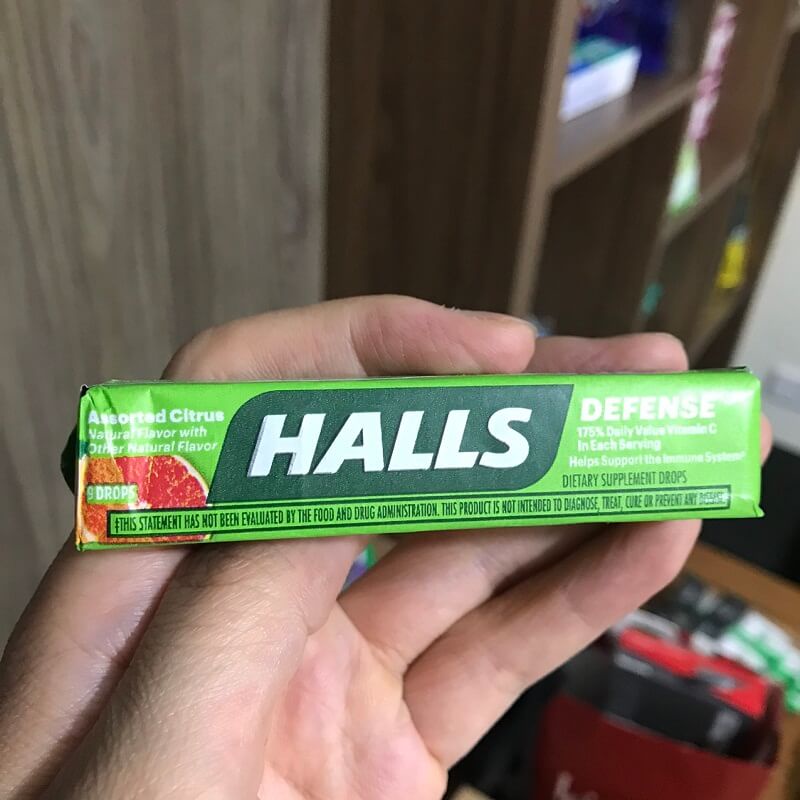 Assorted Citrus
Natural Flavor with
Other Natural Flavor
9 DROPS
HALLS
DEFENSE
175% Daily Value Vitamin C
In Each Serving
Helps Support the Immune System‡
DIETARY SUPPLEMENT DROPS
‡THIS STATEMENT HAS NOT BEEN EVALUATED BY THE FOOD AND DRUG ADMINISTRATION. THIS PRODUCT IS NOT INTENDED TO DIAGNOSE, TREAT, CURE OR PREVENT ANY DISEASE.